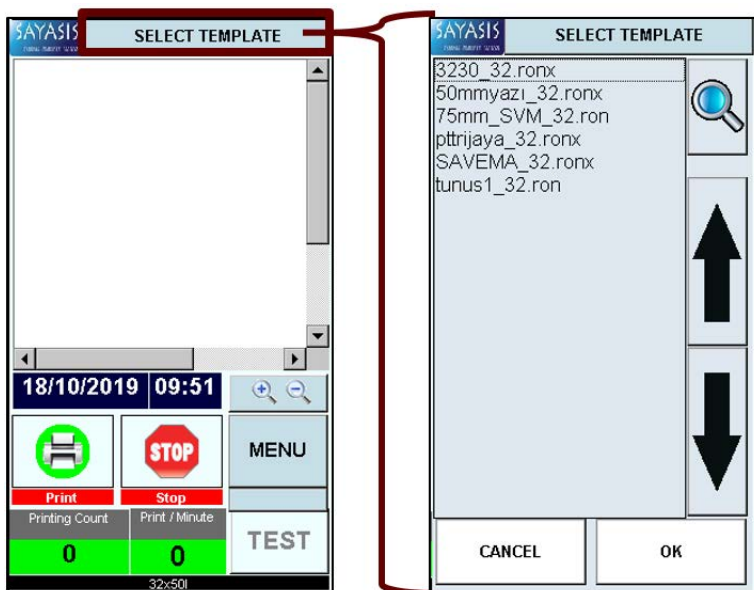 SAYASIS
SELECT TEMPLATE
18/10/2019 09:51
STOP
MENU
Print
Stop
Printing Count
Print / Minute
0
0
TEST
32x50I
SAYASIS
SELECT TEMPLATE
3230_32.ronx
50mmyazı_32.ronx
75mm_SVM_32.ron
pttrijaya_32.ronx
SAVEMA_32.ronx
tunus1_32.ron
CANCEL
OK